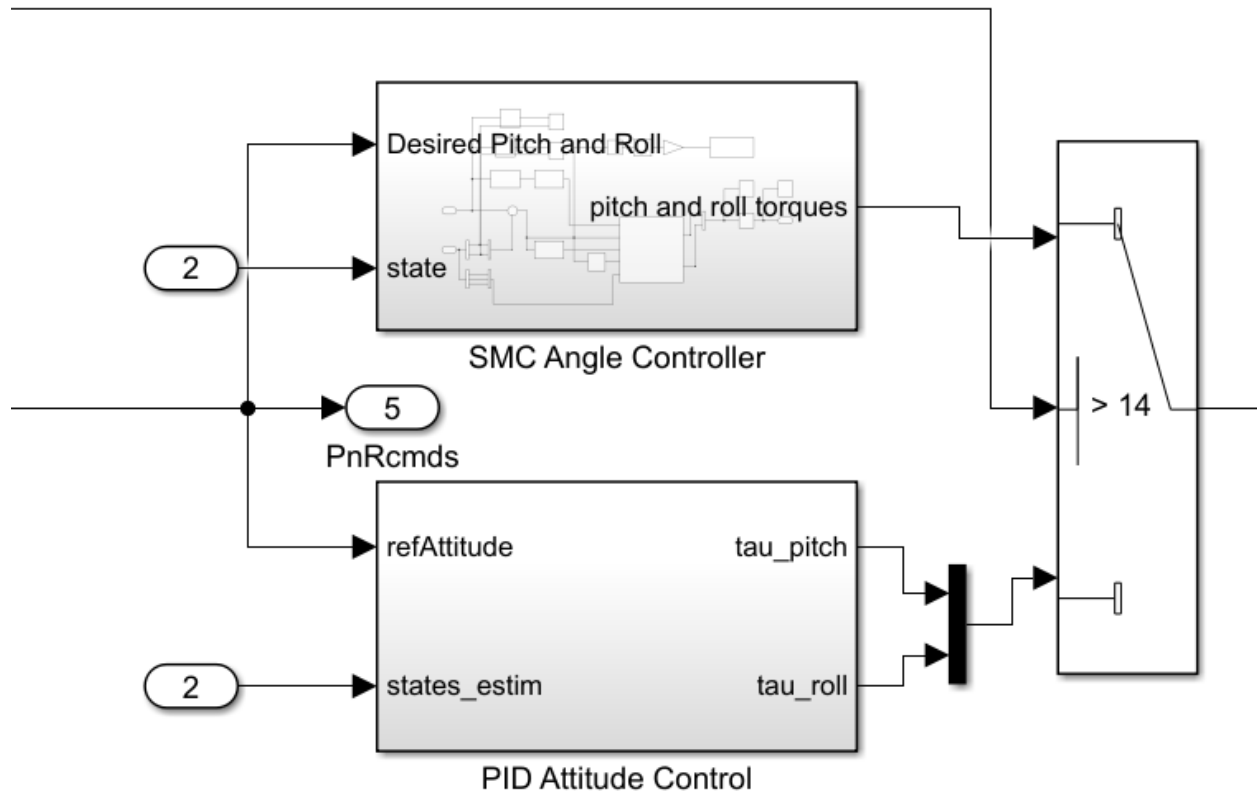 Desired Pitch and Roll
pitch and roll torques
2
state
SMC Angle Controller
5
> 14
PnRcmds
refAttitude
tau_pitch
2
states_estim
tau_roll
PID Attitude Control